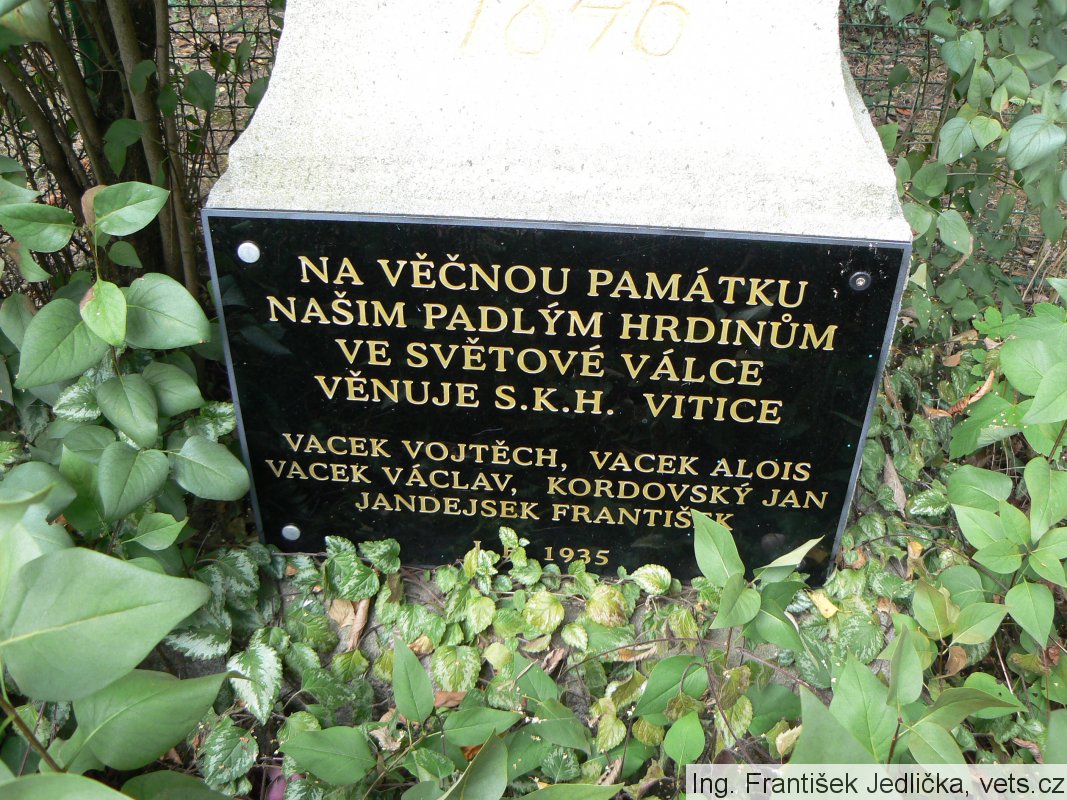 1876
NA VĚČNOU PAMÁTKU
NAŠIM PADLÝM HRDINŮM
VE SVĚTOVÉ VÁLCE
VĚNUJE S.K.H. VITICE
VACEK VOJTĚCH, VACEK ALOIS
VACEK VÁCLAV, KORDOVSKÝ JAN
JANDEJSEK FRANTIŠEK
1935
Ing. František Jedlička, vets.cz